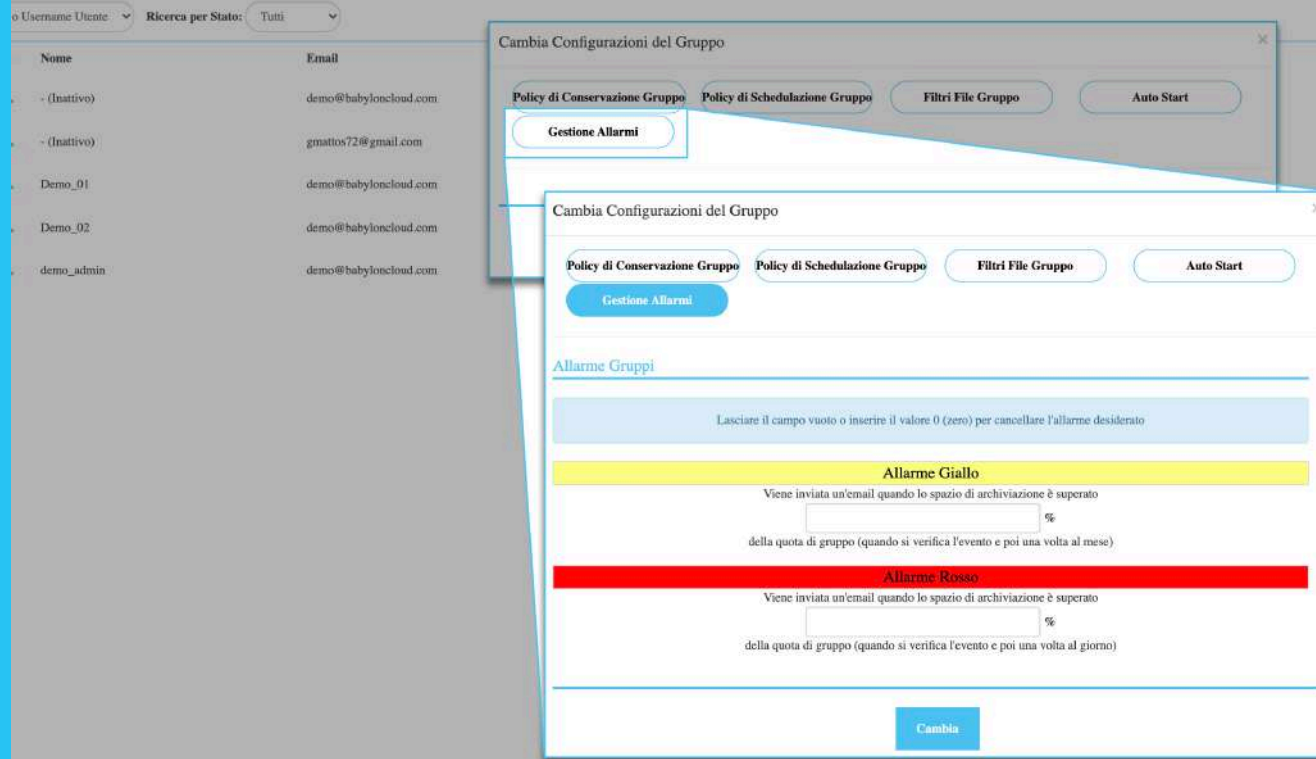 o Username Utente Ricerca per Stato: Tutti
Nome Email
- (Inattivo) demo@babyloncloud.com
- (Inattivo) gmattos72@gmail.com
Demo_01 demo@babyloncloud.com
Demo_02 demo@babyloncloud.com
demo_admin demo@babyloncloud.com
Cambia Configurazioni del Gruppo ×
Policy di Conservazione Gruppo Policy di Schedulazione Gruppo Filtri File Gruppo Auto Start
Gestione Allarmi
Cambia Configurazioni del Gruppo
Policy di Conservazione Gruppo Policy di Schedulazione Gruppo Filtri File Gruppo Auto Start
Gestione Allarmi
Allarme Gruppi
Lasciare il campo vuoto o inserire il valore 0 (zero) per cancellare l'allarme desiderato
Allarme Giallo
Viene inviata un'email quando lo spazio di archiviazione è superato
%
della quota di gruppo (quando si verifica l'evento e poi una volta al mese)
Allarme Rosso
Viene inviata un'email quando lo spazio di archiviazione è superato
%
della quota di gruppo (quando si verifica l'evento e poi una volta al giorno)
Cambia